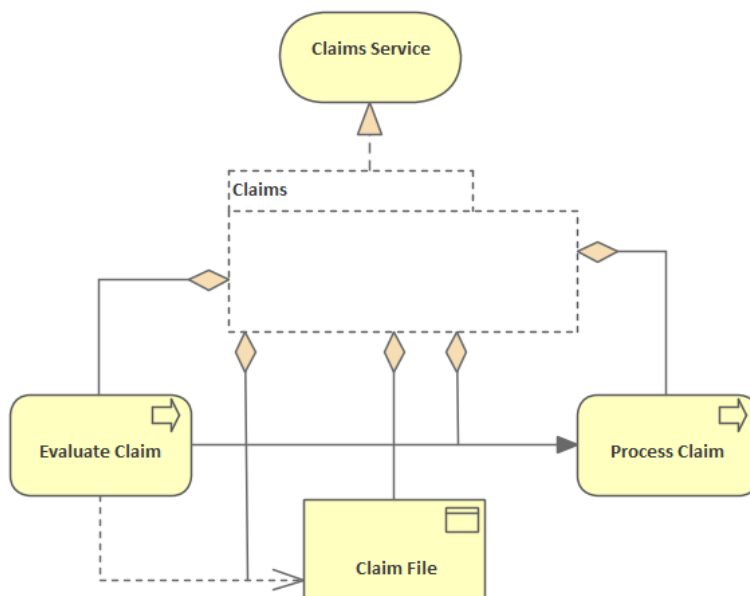 Claims Service
Claims
Evaluate Claim
Process Claim
Claim File